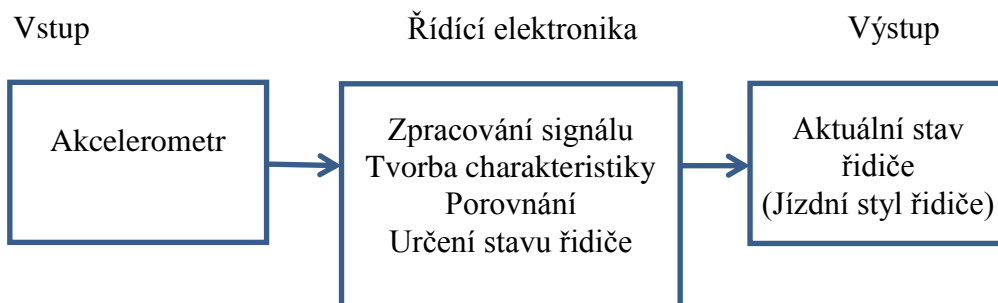 Vstup
Řídící elektronika
Výstup
Akcelerometr
Zpracování signálu
Tvorba charakteristiky
Porovnání
Určení stavu řidiče
Aktuální stav
řidiče
(Jízdní styl řidiče)